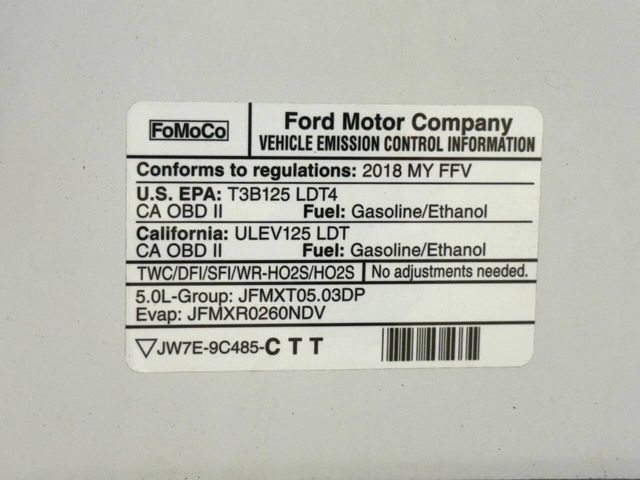 FoMoCo
Ford Motor Company
VEHICLE EMISSION CONTROL INFORMATION
Conforms to regulations: 2018 MY FFV
U.S. EPA: T3B125 LDT4
CA OBD II Fuel: Gasoline/Ethanol
California: ULEV125 LDT
CA OBD II Fuel: Gasoline/Ethanol
TWC/DFI/SFI/WR-HO2S/HO2S No adjustments needed.
5.0L-Group: JFMXT05.03DP
Evap: JFMXR0260NDV
▽JW7E-9C485-C T T